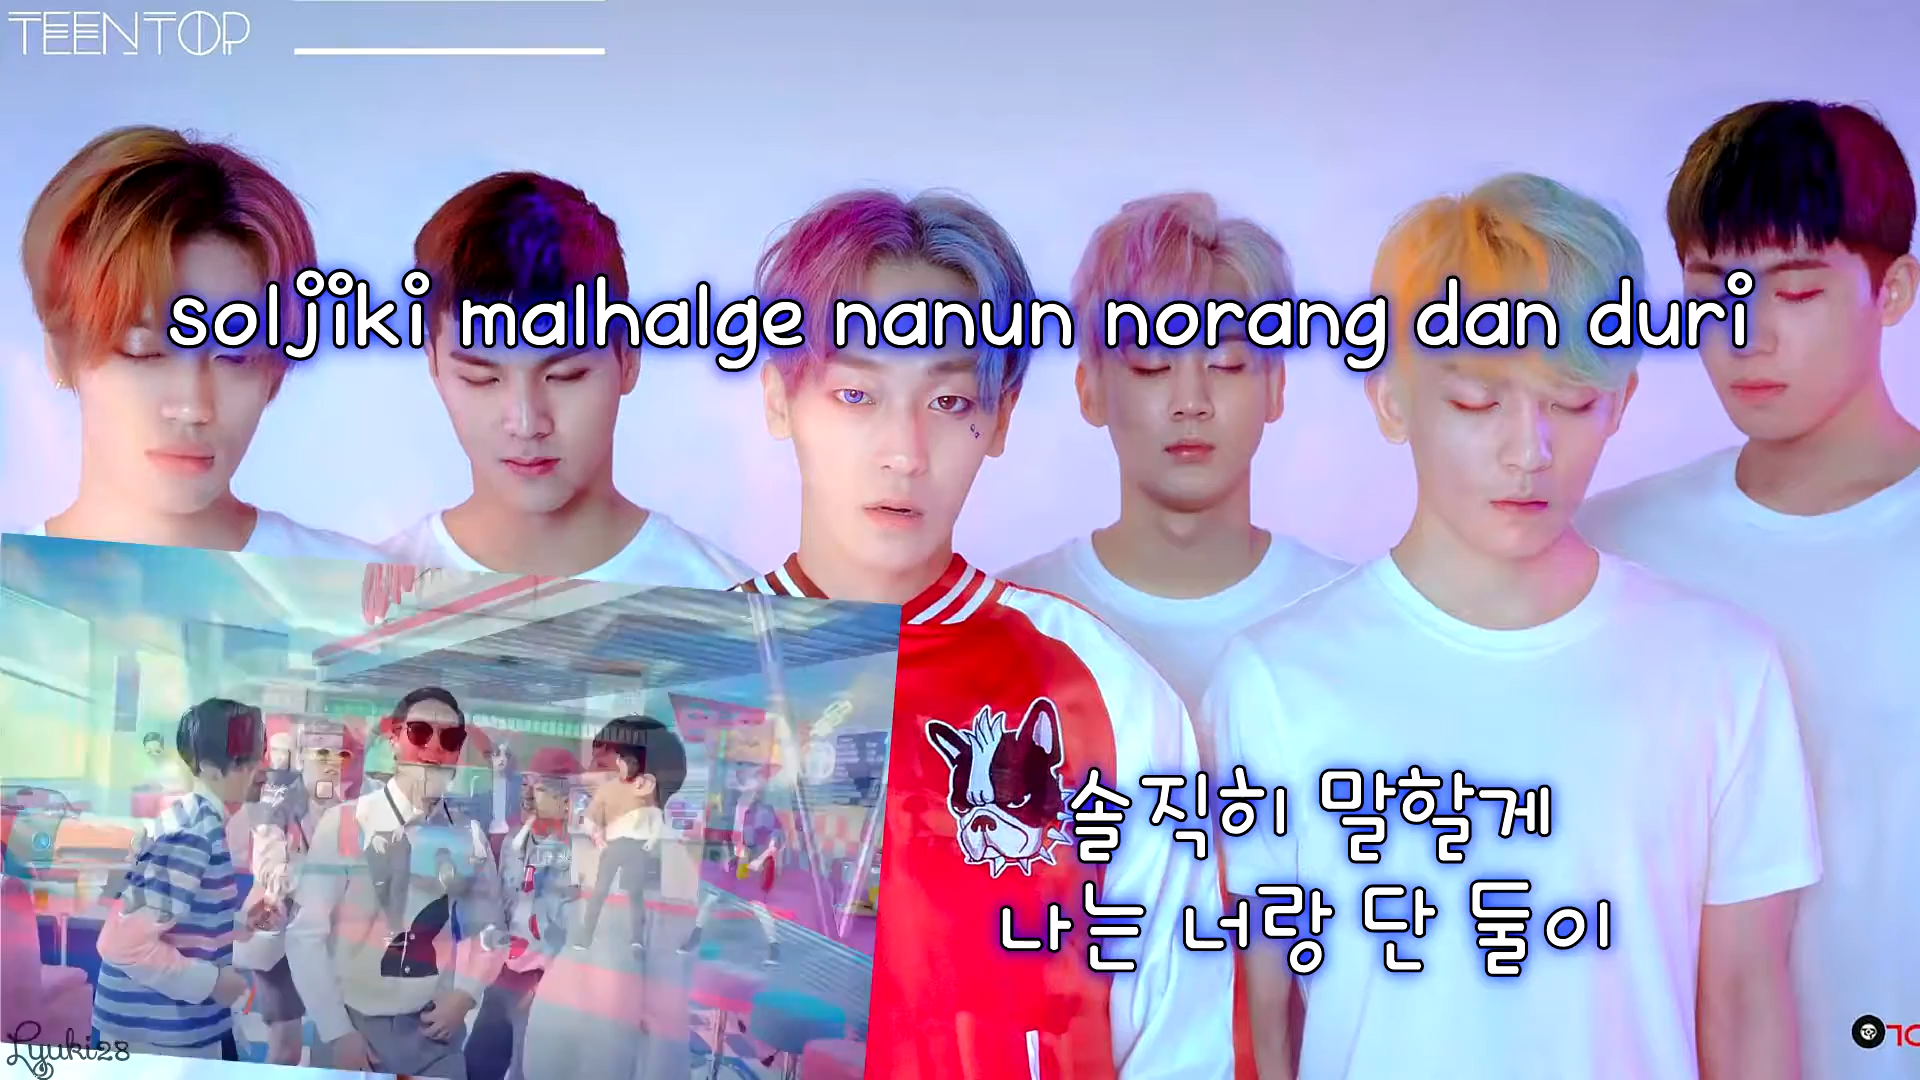 TEENTOP
soljiki malhalge nanun norang dan duri
솔직히 말할게
나는 너랑 단 둘이
Lyuki28